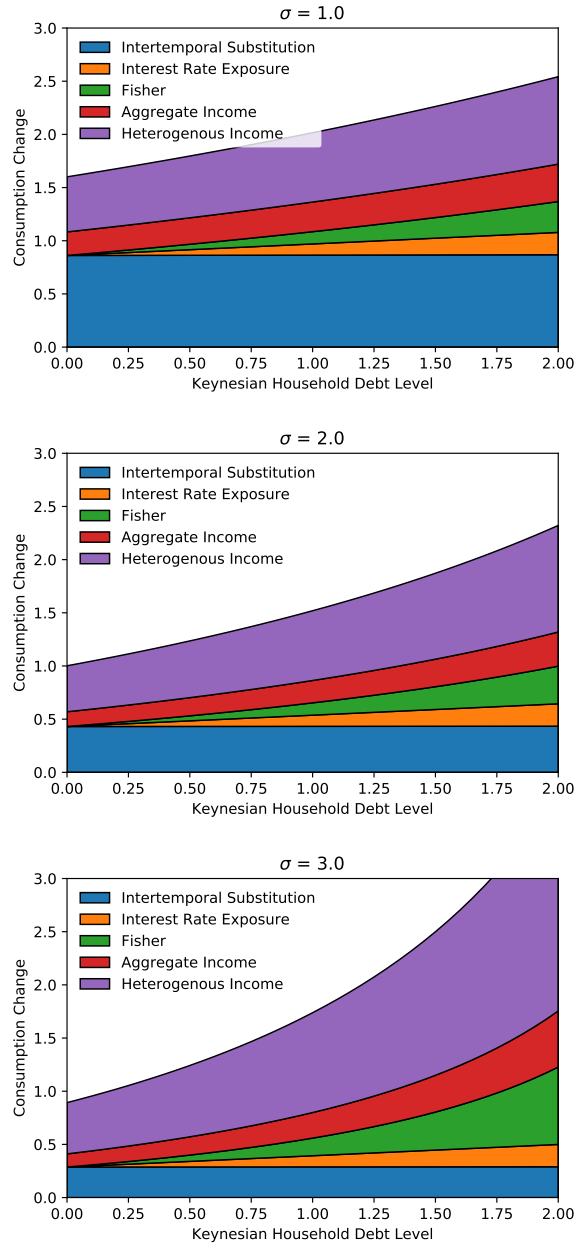 σ = 1.0
3.0
2.5
2.0
1.5
1.0
0.5
0.0
Consumption Change
Intertemporal Substitution
Interest Rate Exposure
Fisher
Aggregate Income
Heterogenous Income
0.00 0.25 0.50 0.75 1.00 1.25 1.50 1.75 2.00
Keynesian Household Debt Level
σ = 2.0
3.0
2.5
2.0
1.5
1.0
0.5
0.0
Consumption Change
Intertemporal Substitution
Interest Rate Exposure
Fisher
Aggregate Income
Heterogenous Income
0.00 0.25 0.50 0.75 1.00 1.25 1.50 1.75 2.00
Keynesian Household Debt Level
σ = 3.0
3.0
2.5
2.0
1.5
1.0
0.5
0.0
Consumption Change
Intertemporal Substitution
Interest Rate Exposure
Fisher
Aggregate Income
Heterogenous Income
0.00 0.25 0.50 0.75 1.00 1.25 1.50 1.75 2.00
Keynesian Household Debt Level